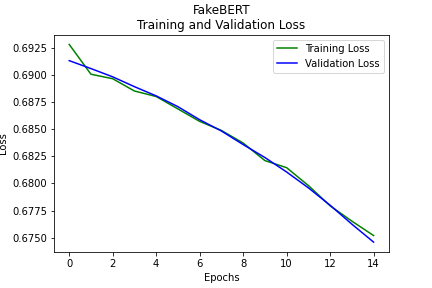 FakeBERT
Training and Validation Loss
Training Loss
Validation Loss
0.6925
0.6900
0.6875
0.6850
0.6825
0.6800
0.6775
0.6750
Loss
0 2 4 6 8 10 12 14
Epochs